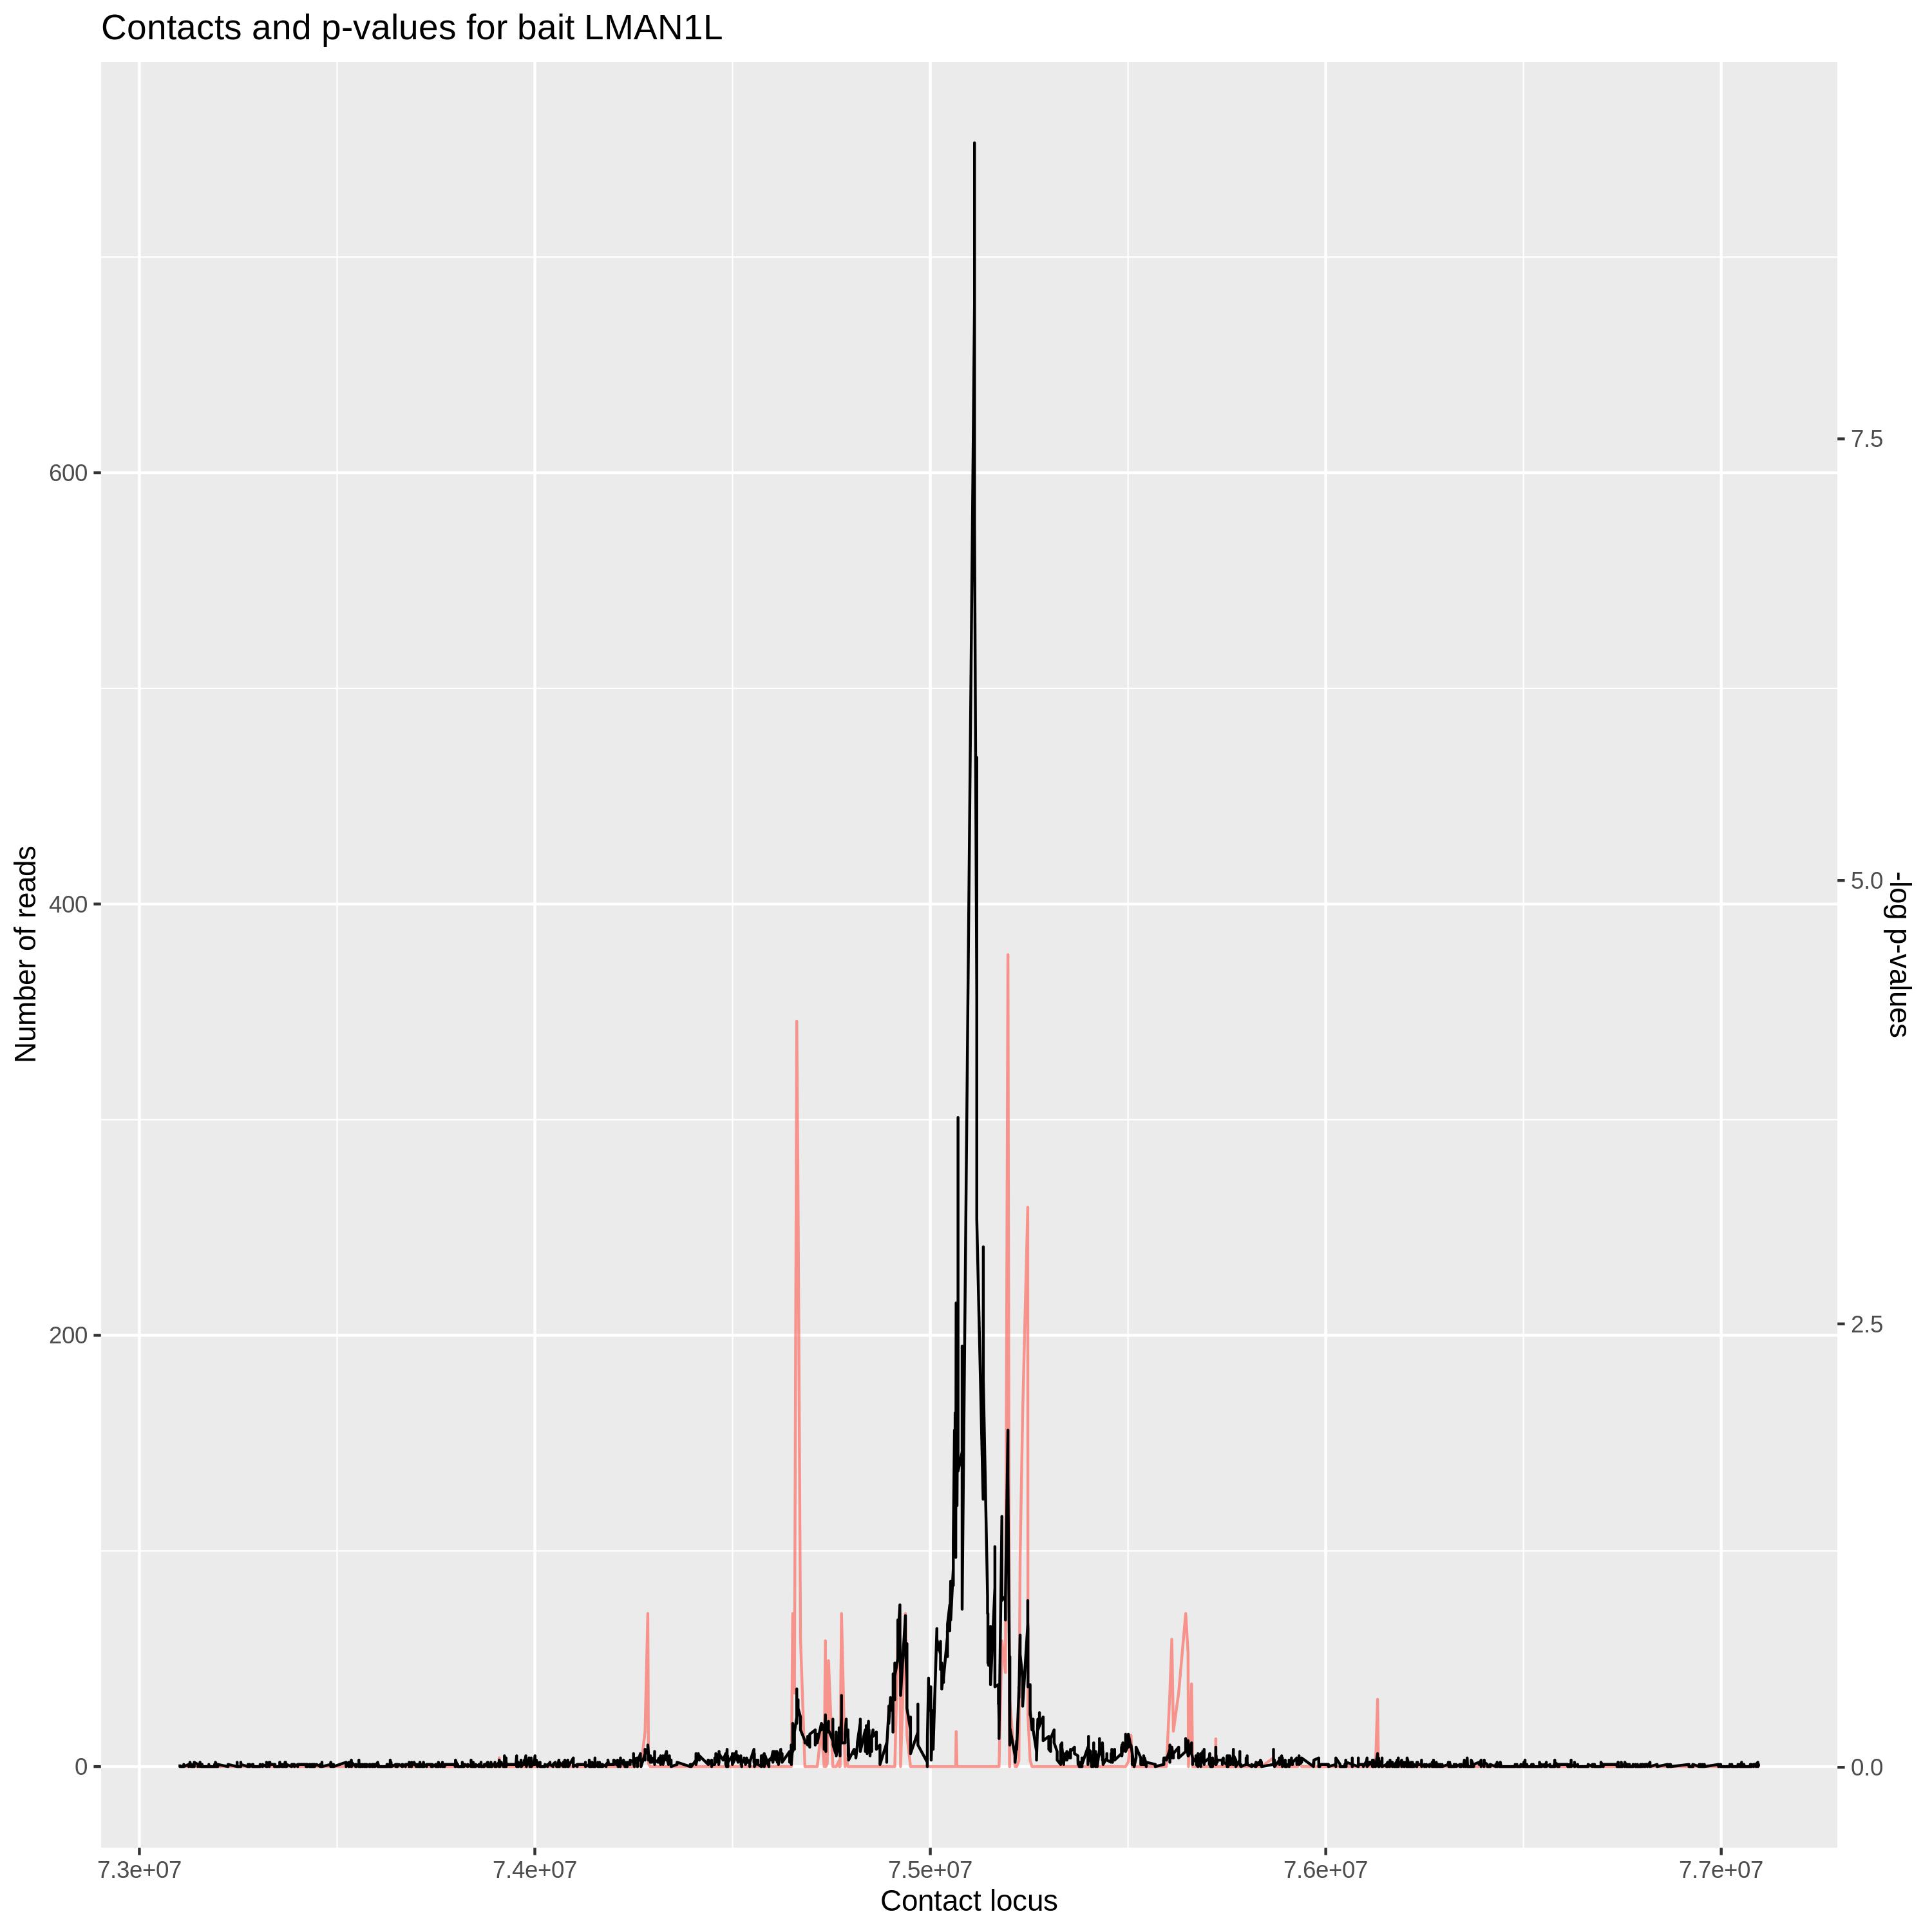 Contacts and p-values for bait LMAN1L
Number of reads
600
400
200
0
7.5
5.0
2.5
0.0
-log p-values
7.3e+07
7.4e+07
7.5e+07
7.6e+07
7.7e+07
Contact locus